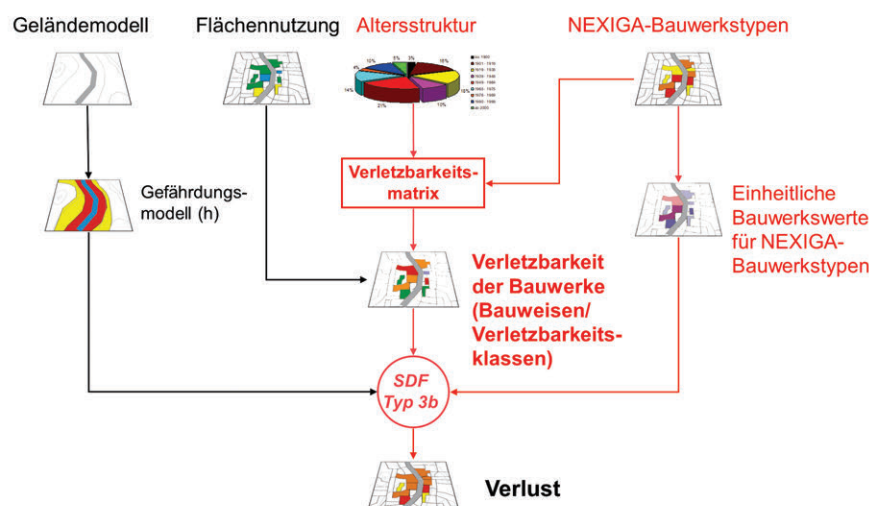 Geländemodell
Flächennutzung
Altersstruktur
NEXIGA-Bauwerkstypen
Gefährdungs-
modell (h)
Verletzbarkeits-
matrix
Einheitliche
Bauwerkswerte
für NEXIGA-
Bauwerkstypen
Verletzbarkeit
der Bauwerke
(Bauweisen/
Verletzbarkeits-
klassen)
SDF
Typ 3b
Verlust